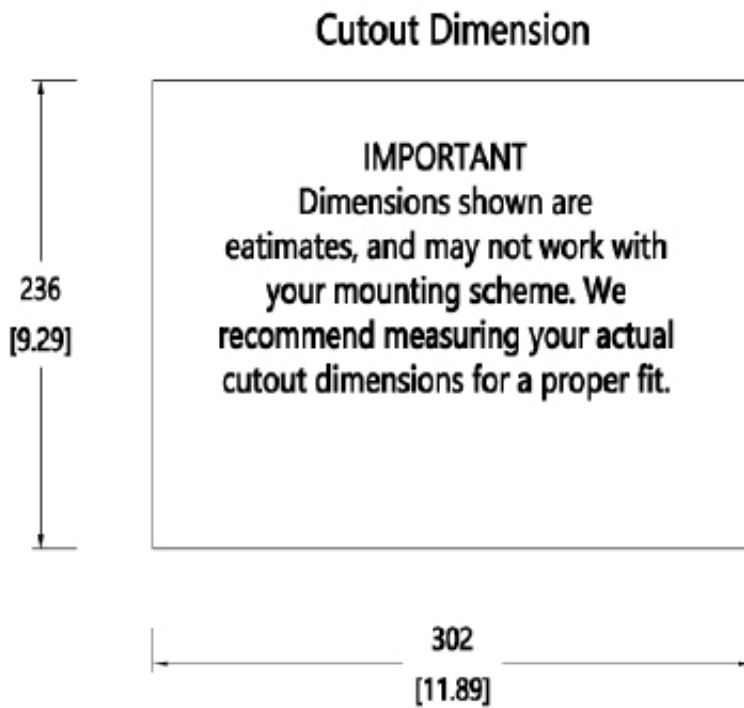 Cutout Dimension
IMPORTANT
Dimensions shown are
eatimates, and may not work with
your mounting scheme. We
recommend measuring your actual
cutout dimensions for a proper fit.
236
[9.29]
302
[11.89]